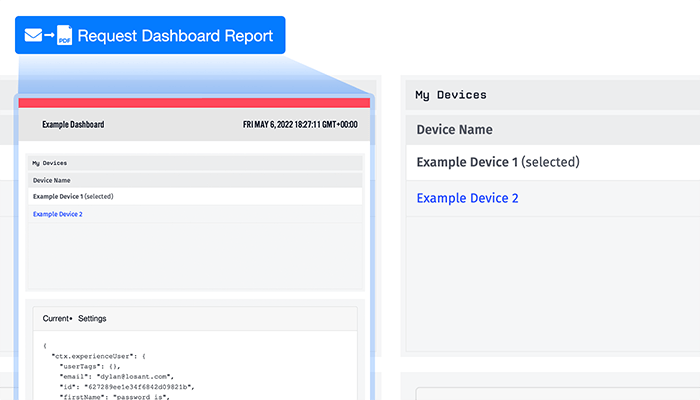 PDF Request Dashboard Report
Example Dashboard FRI MAY 6, 2022 18:27:11 GMT+00:00
My Devices
Device Name
Example Device 1 (selected)
Example Device 2
Current• Settings
{
"ctx.experienceUser": {
"userTags": {},
"email": "dylan@losant.com",
"id": "627289ee1e34f6842d09821b",
"firstName": "password is",
My Devices
Device Name
Example Device 1 (selected)
Example Device 2